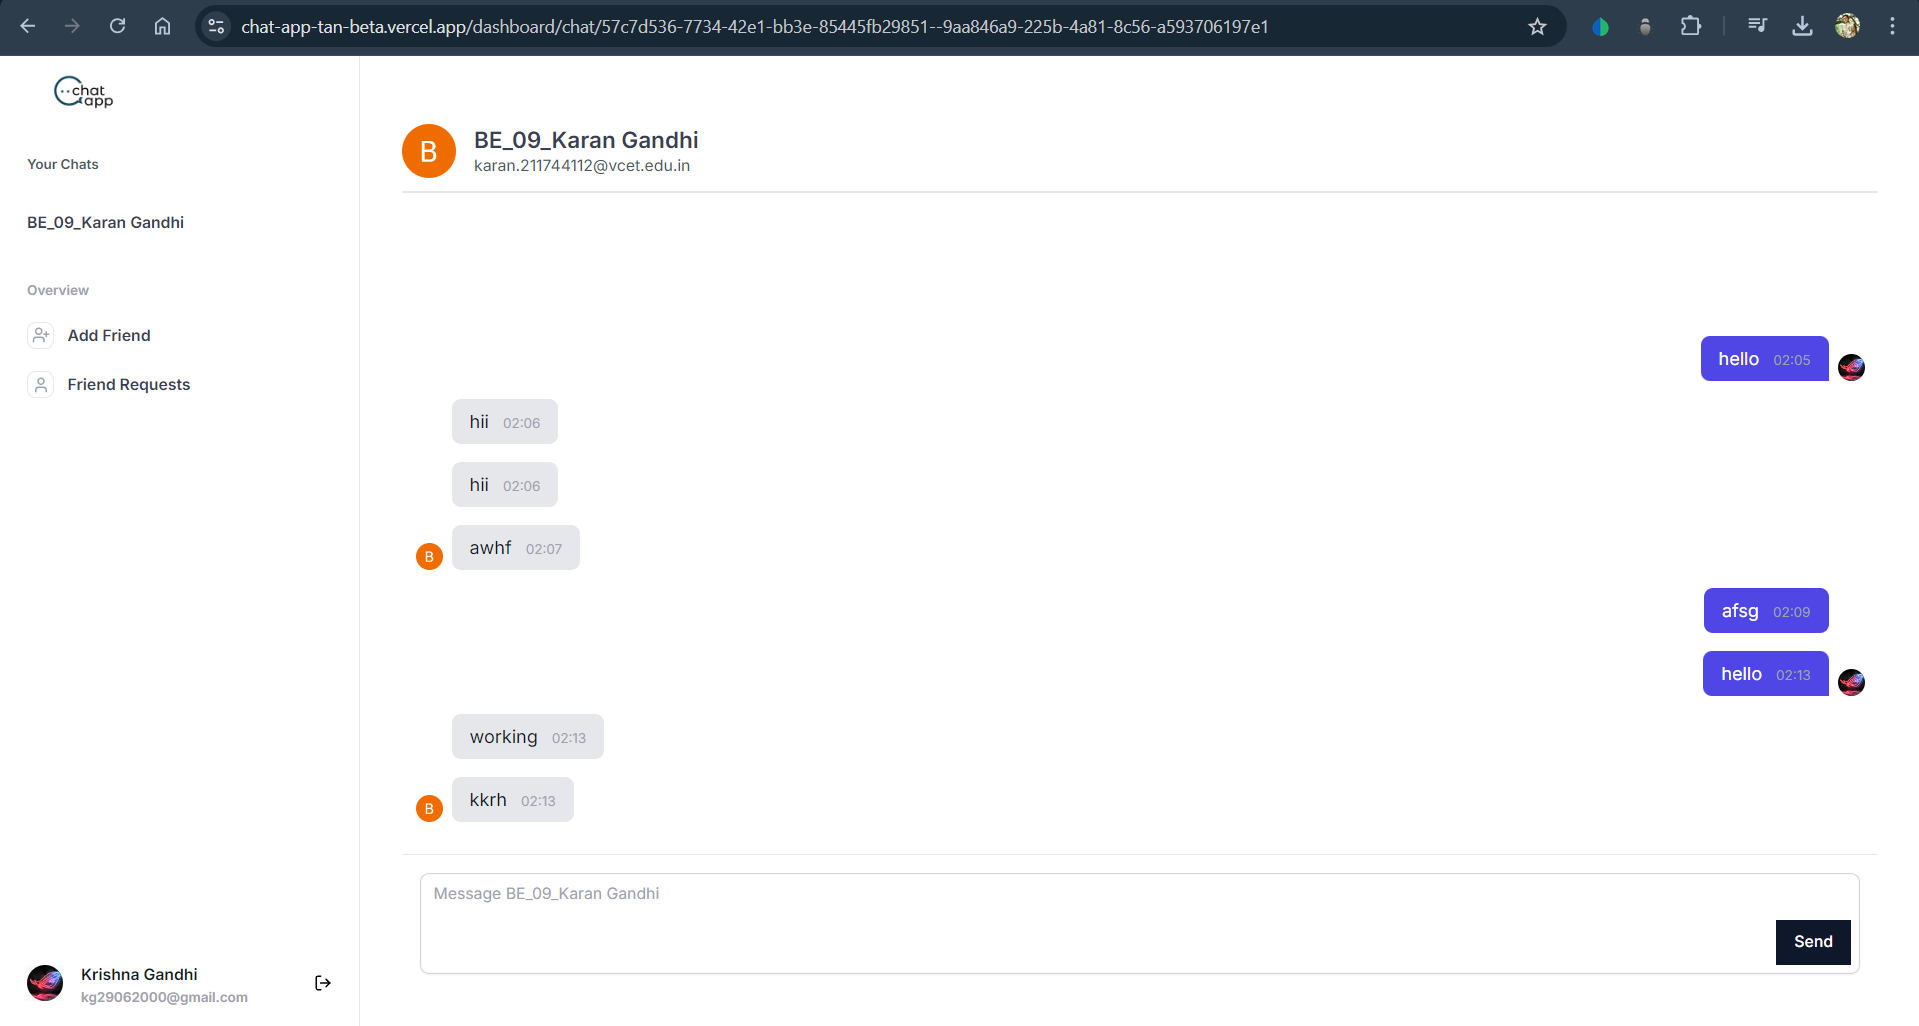 chat-app-tan-beta.vercel.app/dashboard/chat/57c7d536-7734-42e1-bb3e-85445fb29851--9aa846a9-225b-4a81-8c56-a593706197e1
chat
app
Your Chats
BE_09_Karan Gandhi
Overview
Add Friend
Friend Requests
Krishna Gandhi
kg29062000@gmail.com
B
BE_09_Karan Gandhi
karan.211744112@vcet.edu.in
hello 02:05
hii 02:06
hii 02:06
B awhf 02:07
afsg 02:09
hello 02:13
working 02:13
B kkrh 02:13
Message BE_09_Karan Gandhi
Send